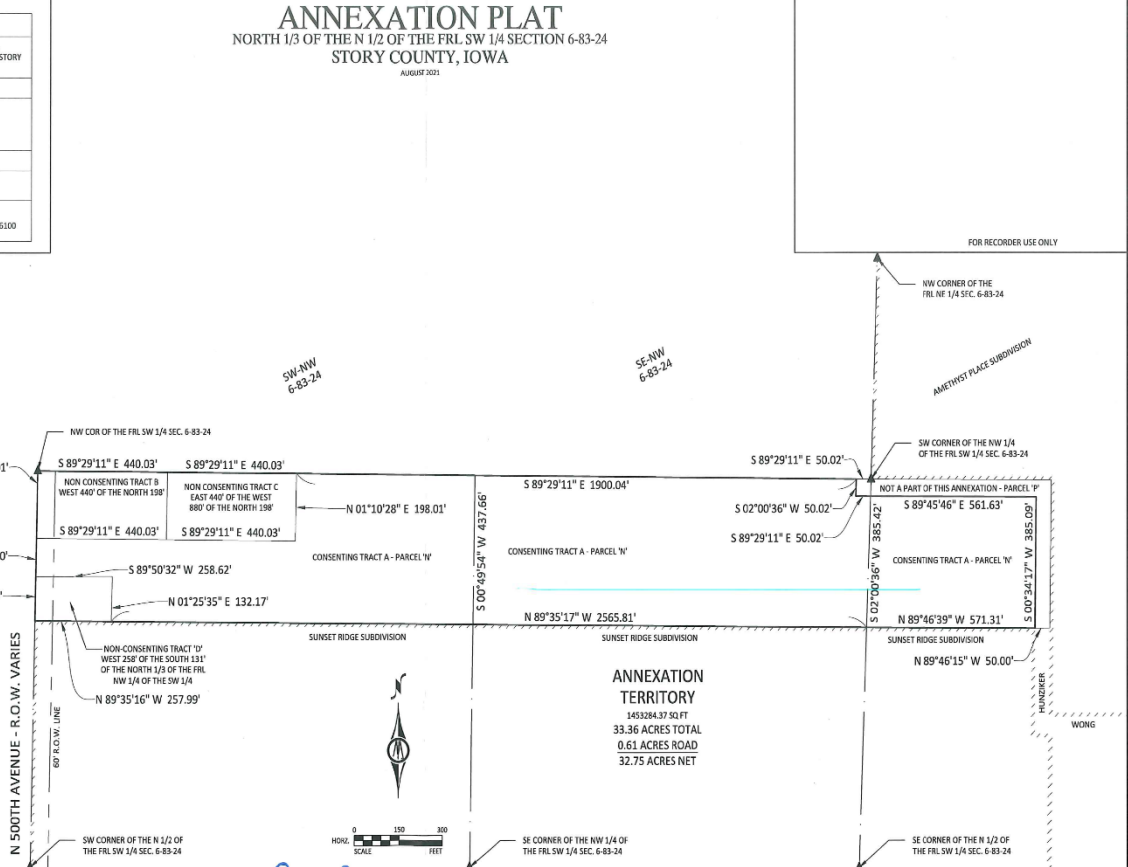 ANNEXATION PLAT
NORTH 1/3 OF THE N 1/2 OF THE FRL SW 1/4 SECTION 6-83-24
STORY COUNTY, IOWA
AUGUST 2021
STORY
6100
FOR RECORDER USE ONLY
NW CORNER OF THE
FRL NE 1/4 SEC. 6-83-24
SW-NW
6-83-24
SE-NW
6-83-24
AMETHYST PLACE SUBDIVISION
NW COR OF THE FRL SW 1/4 SEC. 6-83-24
SW CORNER OF THE NW 1/4
OF THE FRL SW 1/4 SEC. 6-83-24
S 89°29'11" E 440.03'
S 89°29'11" E 440.03'
S 89°29'11" E 50.02'
1'
NON CONSENTING TRACT B
WEST 440' OF THE NORTH 198'
NON CONSENTING TRACT C
EAST 440' OF THE WEST
880' OF THE NORTH 198'
S 89°29'11" E 1900.04'
NOT A PART OF THIS ANNEXATION - PARCEL 'P'
N 01°10'28" E 198.01'
S 02°00'36" W 50.02'
S 89°45'46" E 561.63'
S 89°29'11" E 440.03'
S 89°29'11" E 440.03'
S 89°29'11" E 50.02'
S 00°49'54" W 437.66'
S 02°00'36" W 385.42'
S 00°34'17" W 385.09'
0'
CONSENTING TRACT A - PARCEL 'N'
CONSENTING TRACT A - PARCEL 'N'
CONSENTING TRACT A - PARCEL 'N'
S 89°50'32" W 258.62'
N 01°25'35" E 132.17'
N 89°35'17" W 2565.81'
N 89°46'39" W 571.31'
SUNSET RIDGE SUBDIVISION
SUNSET RIDGE SUBDIVISION
SUNSET RIDGE SUBDIVISION
NON-CONSENTING TRACT 'D'
WEST 258' OF THE SOUTH 131'
OF THE NORTH 1/3 OF THE FRL
NW 1/4 OF THE SW 1/4
N 89°46'15" W 50.00'
N 89°35'16" W 257.99'
N
ANNEXATION
TERRITORY
1453284.37 SQ FT
33.36 ACRES TOTAL
0.61 ACRES ROAD
32.75 ACRES NET
HUNZIKER
WONG
N 500TH AVENUE - R.O.W. VARIES
60' R.O.W. LINE
HORZ.
0 150 300
SCALE FEET
SW CORNER OF THE N 1/2 OF
THE FRL SW 1/4 SEC. 6-83-24
SE CORNER OF THE NW 1/4 OF
THE FRL SW 1/4 SEC. 6-83-24
SE CORNER OF THE N 1/2 OF
THE FRL SW 1/4 SEC. 6-83-24